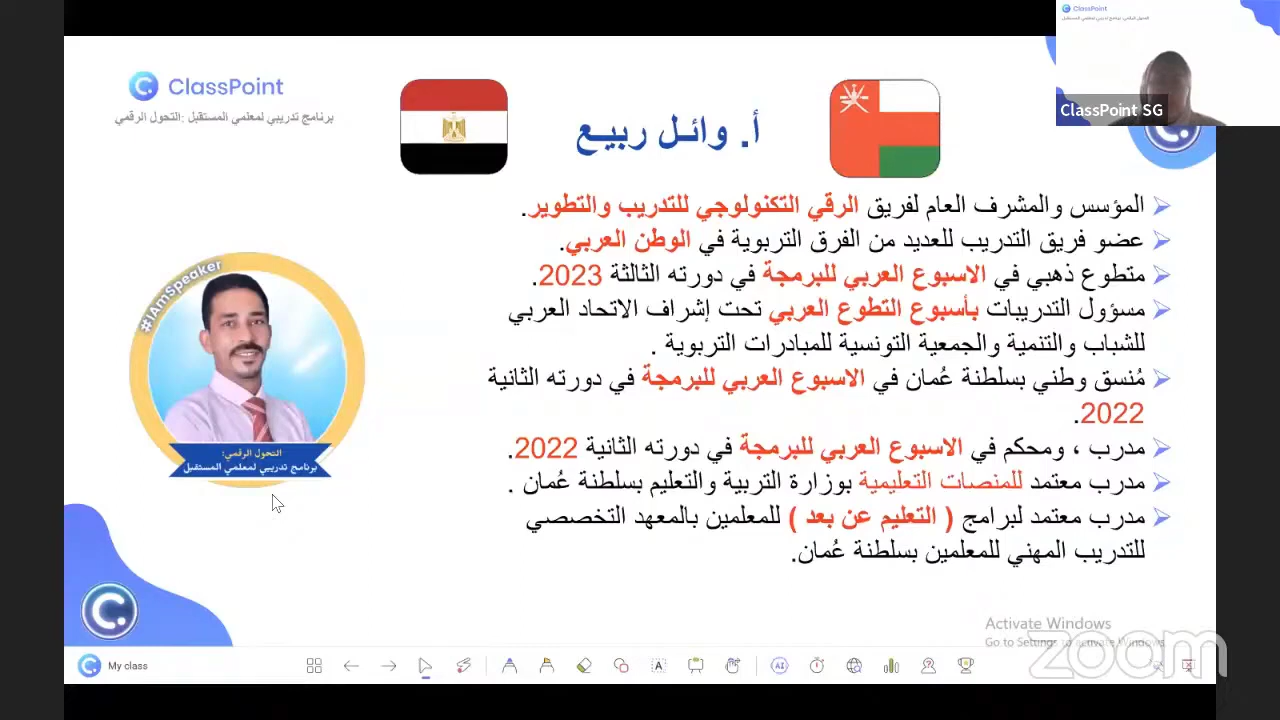 ClassPoint
برنامج تدريبي لمعلمي المستقبل :التحول الرقمي
أ. وائل ربيع
ClassPoint
ClassPoint SG
المؤسس والمشرف العام لفريق الرقي التكنولوجي للتدريب والتطوير.
عضو فريق التدريب للعديد من الفرق التربوية في الوطن العربي.
متطوع ذهبي في الاسبوع العربي للبرمجة في دورته الثالثة 2023.
مسؤول التدريبات بأسبوع التطوع العربي تحت إشراف الاتحاد العربي
للشباب والتنمية والجمعية التونسية للمبادرات التربوية .
مُنسق وطني بسلطنة عُمان في الاسبوع العربي للبرمجة في دورته الثانية
2022.
مدرب ، ومحكم في الاسبوع العربي للبرمجة في دورته الثانية 2022.
مدرب معتمد للمنصات التعليمية بوزارة التربية والتعليم بسلطنة عُمان .
مدرب معتمد لبرامج ( التعليم عن بعد ) للمعلمين بالمعهد التخصصي
للتدريب المهني للمعلمين بسلطنة عُمان.
#IAmSpeaker
التحول الرقمي:
برنامج تدريبي لمعلمي المستقبل
Activate Windows
Go to Settings to activate Windows.
zoom
My class